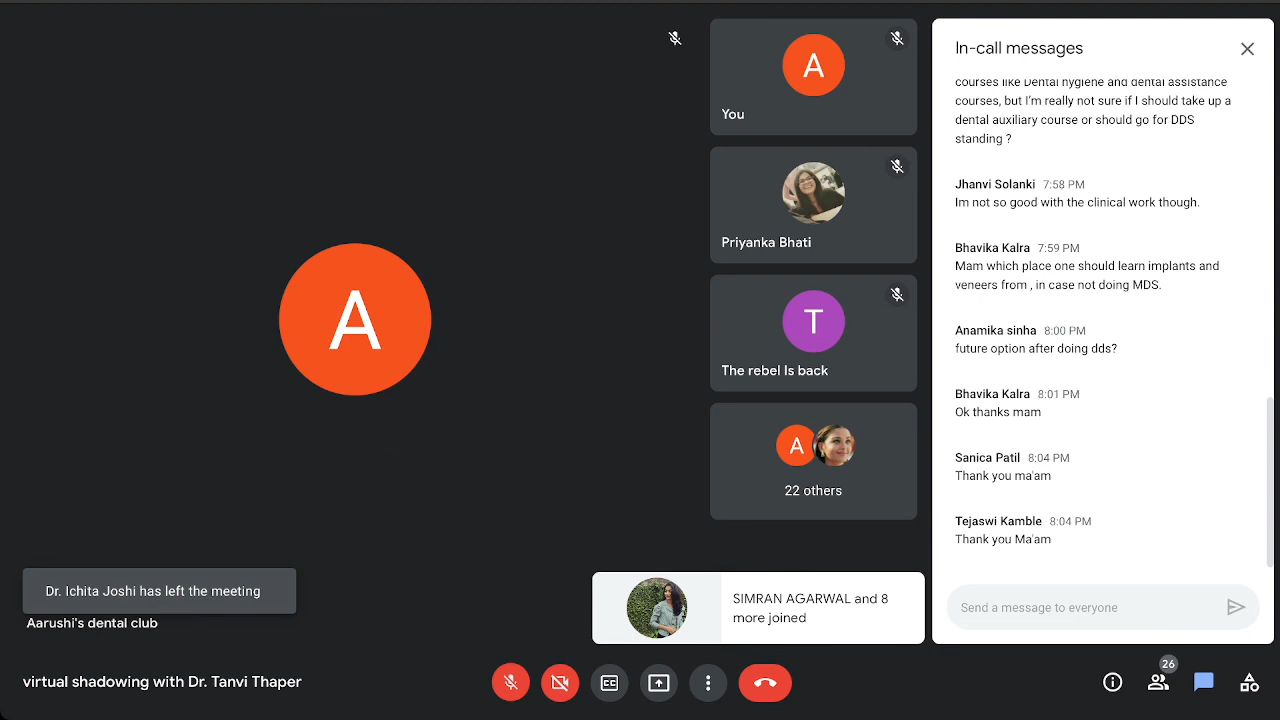 A
You
Priyanka Bhati
T
The rebel Is back
A
22 others
A
Dr. Ichita Joshi has left the meeting
Aarushi's dental club
SIMRAN AGARWAL and 8
more joined
virtual shadowing with Dr. Tanvi Thaper
CC
26
In-call messages
courses like Dental hygiene and dental assistance
courses, but I'm really not sure if I should take up a
dental auxiliary course or should go for DDS
standing ?
Jhanvi Solanki 7:58 PM
Im not so good with the clinical work though.
Bhavika Kalra 7:59 PM
Mam which place one should learn implants and
veneers from , in case not doing MDS.
Anamika sinha 8:00 PM
future option after doing dds?
Bhavika Kalra 8:01 PM
Ok thanks mam
Sanica Patil 8:04 PM
Thank you ma'am
Tejaswi Kamble 8:04 PM
Thank you Ma'am
Send a message to everyone